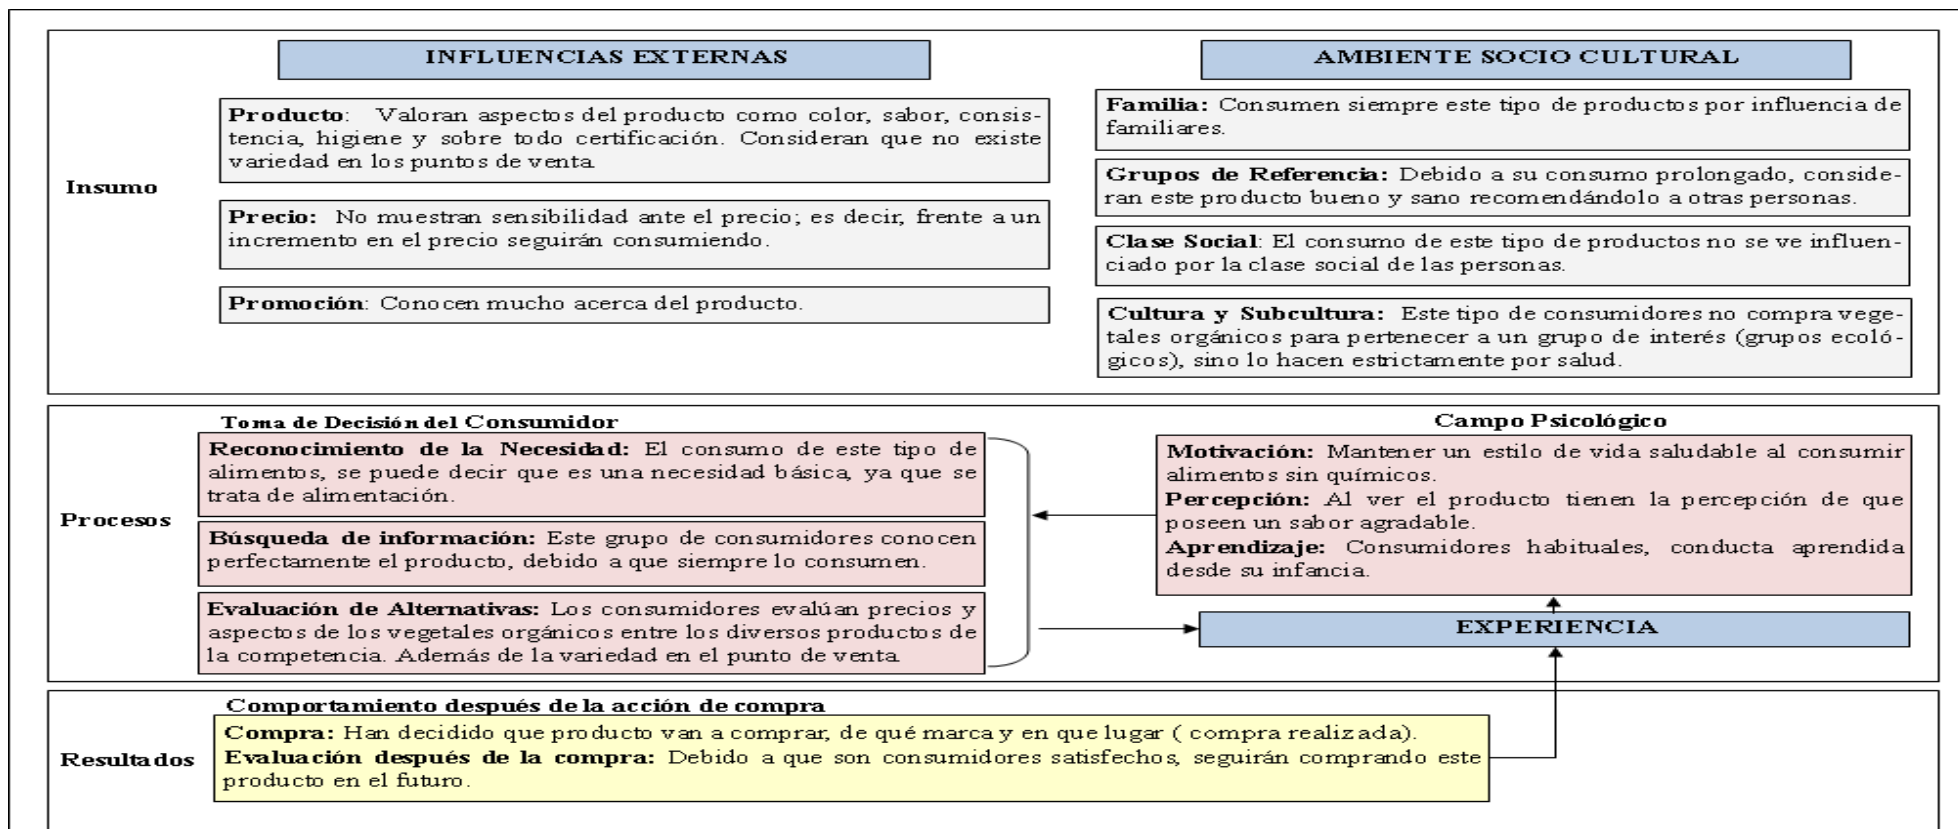 INFLUENCIAS EXTERNAS
AMBIENTE SOCIO CULTURAL
Insumo
Producto: Valoran aspectos del producto como color, sabor, consis-
tencia, higiene y sobre todo certificación. Consideran que no existe
variedad en los puntos de venta
Precio: No muestran sensibilidad ante el precio; es decir, frente a un
incremento en el precio seguirán consumiendo.
Promoción: Conocen mucho acerca del producto.
Familia: Consumen siempre este tipo de productos por influencia de
familiares.
Grupos de Referencia: Debido a su consumo prolongado, conside-
ran este producto bueno y sano recomendándolo a otras personas.
Clase Social: El consumo de este tipo de productos no se ve influen-
ciado por la clase social de las personas.
Cultura y Subcultura: Este tipo de consumidores no compra vege-
tales orgánicos para pertenecer a un grupo de interés (grupos ecoló-
gicos), sino lo hacen estrictamente por salud.
Procesos
Toma de Decisión del Consumidor
Reconocimiento de la Necesidad: El consumo de este tipo de
alimentos, se puede decir que es una necesidad básica, ya que se
trata de alimentación.
Búsqueda de información: Este grupo de consumidores conocen
perfectamente el producto, debido a que siempre lo consumen.
Evaluación de Alternativas: Los consumidores evalúan precios y
aspectos de los vegetales orgánicos entre los diversos productos de
la competencia. Además de la variedad en el punto de venta
Campo Psicológico
Motivación: Mantener un estilo de vida saludable al consumir
alimentos sin químicos.
Percepción: Al ver el producto tienen la percepción de que
poseen un sabor agradable.
Aprendizaje: Consumidores habituales, conducta aprendida
desde su infancia.
EXPERIENCIA
Resultados
Comportamiento después de la acción de compra
Compra: Han decidido que producto van a comprar, de qué marca y en que lugar ( compra realizada).
Evaluación después de la compra: Debido a que son consumidores satisfechos, seguirán comprando este
producto en el futuro.